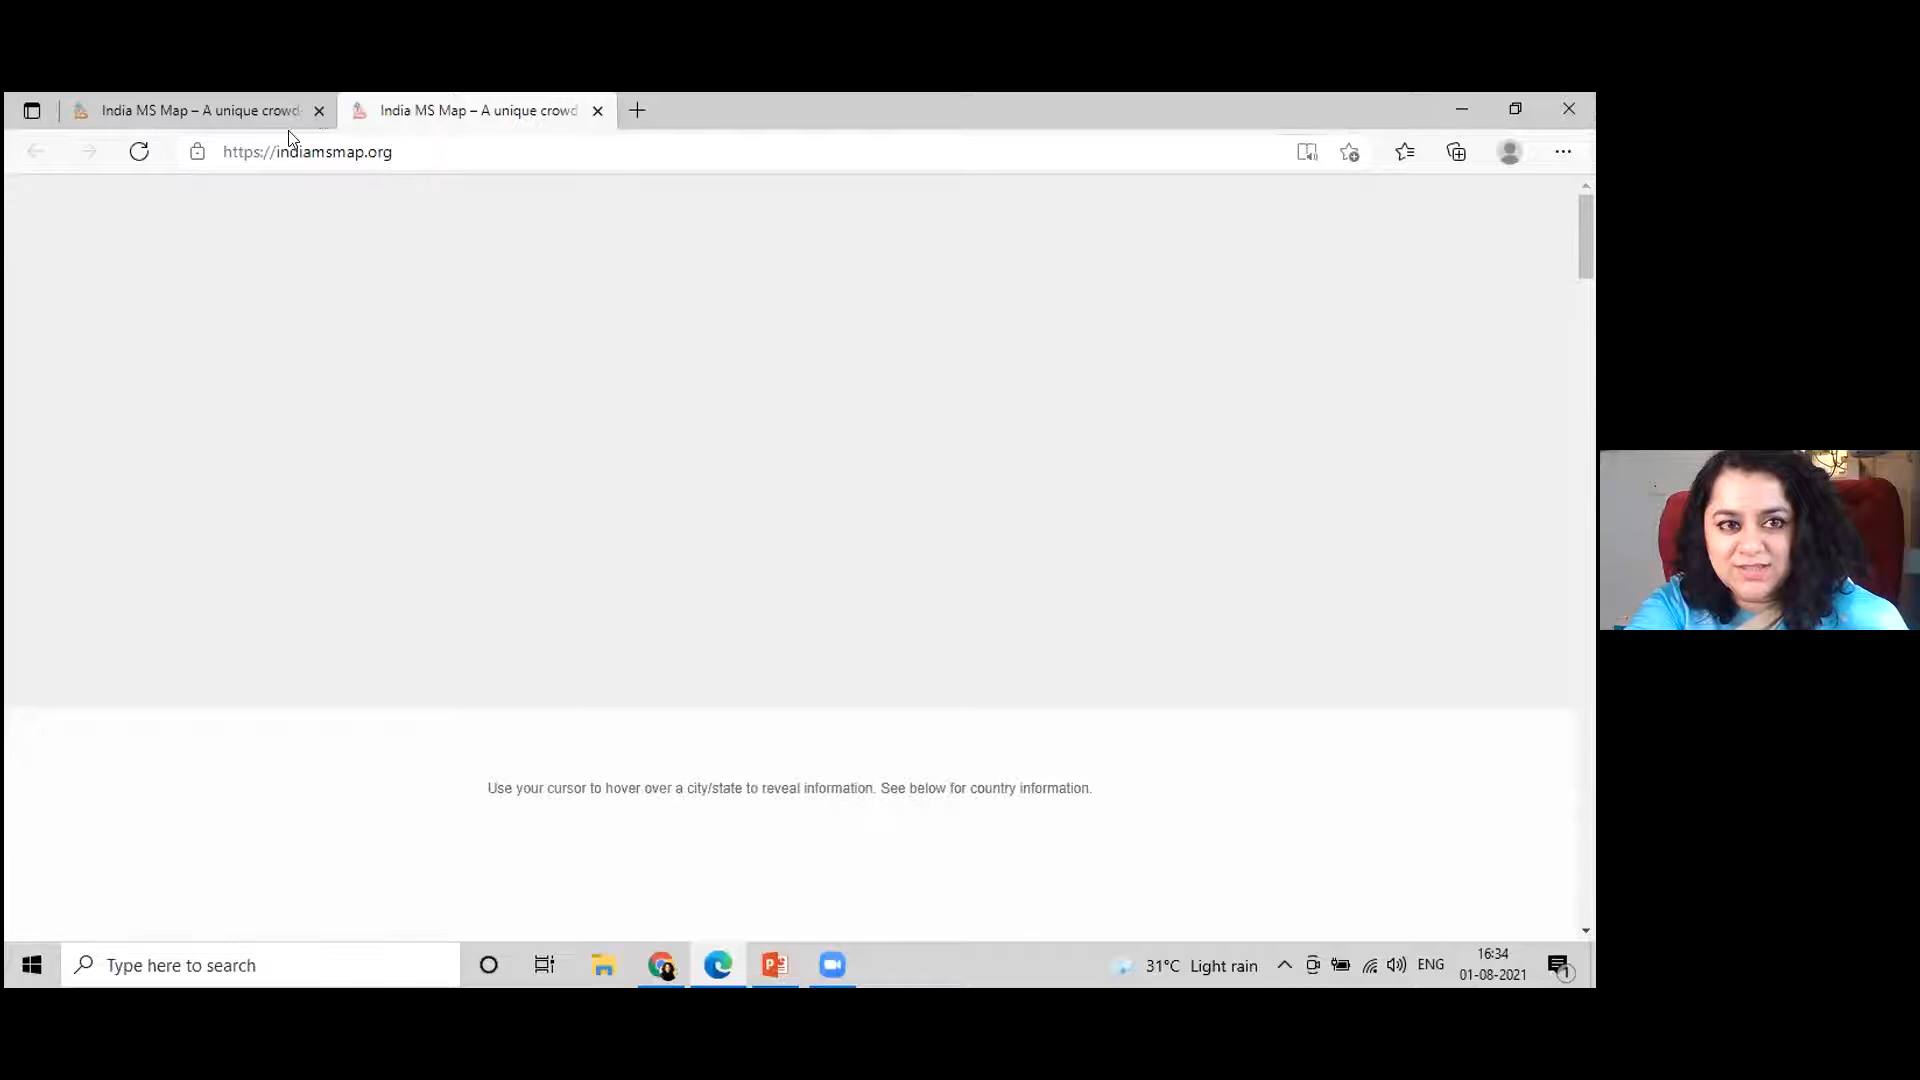 India MS Map – A unique crowd
India MS Map – A unique crowd
https://indiamsmap.org
Use your cursor to hover over a city/state to reveal information. See below for country information.
Type here to search
31°C Light rain
ENG
16:34
01-08-2021
1